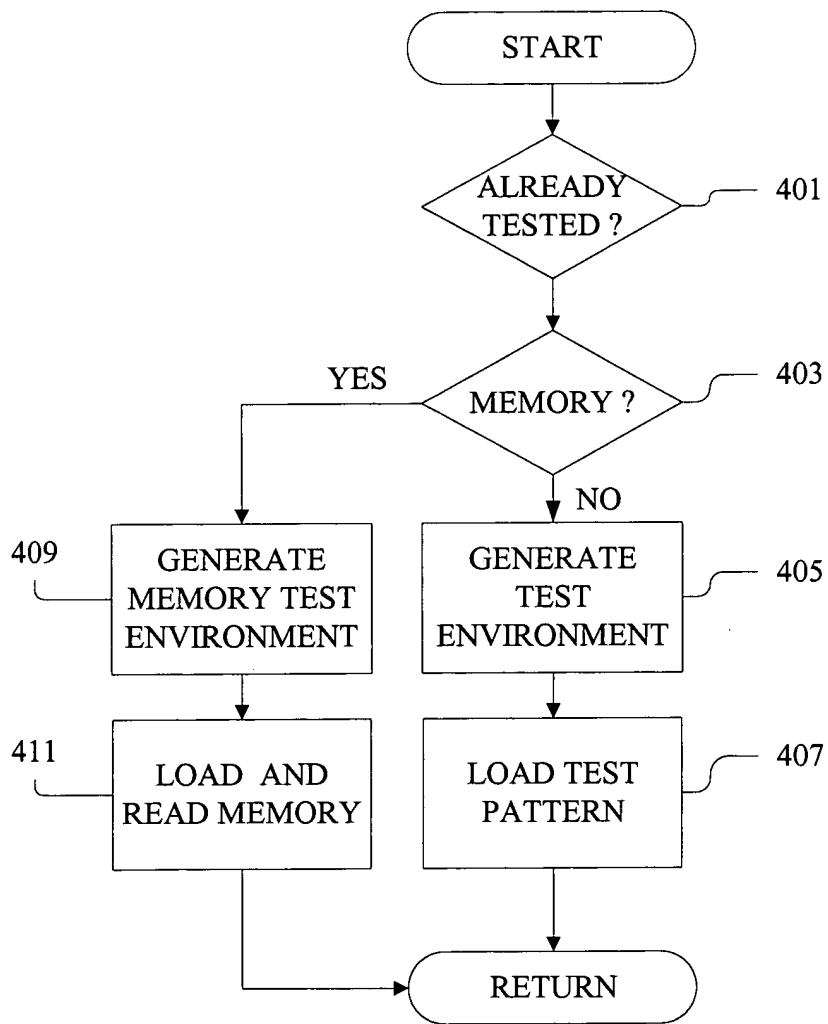 START
ALREADY
TESTED ?
401
YES
MEMORY ?
403
NO
409
GENERATE
MEMORY TEST
ENVIRONMENT
GENERATE
TEST
ENVIRONMENT
405
411
LOAD AND
READ MEMORY
LOAD TEST
PATTERN
407
RETURN